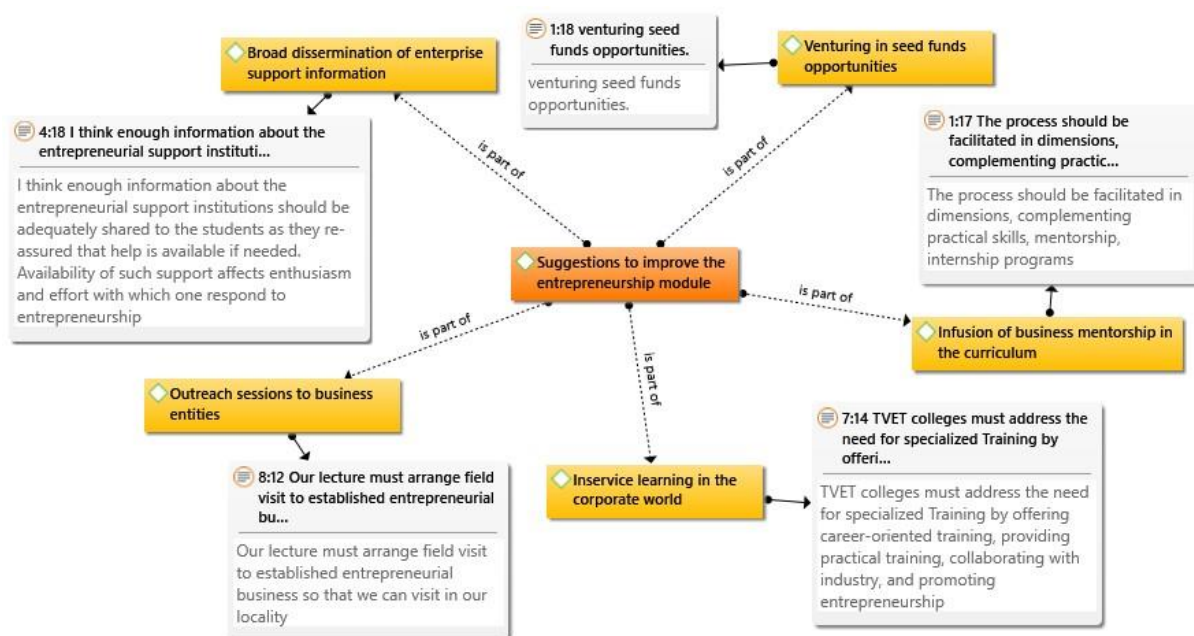 Broad dissemination of enterprise
support information
4:18 I think enough information about the
entrepreneurial support instituti...
I think enough information about the
entrepreneurial support institutions should be
adequately shared to the students as they re-
assured that help is available if needed.
Availability of such support affects enthusiasm
and effort with which one respond to
entrepreneurship
1:18 venturing seed
funds opportunities.
venturing seed funds
opportunities.
Venturing in seed funds
opportunities
1:17 The process should be
facilitated in dimensions,
complementing practic...
The process should be facilitated in
dimensions, complementing
practical skills, mentorship,
internship programs
is part of
is part of
Suggestions to improve the
entrepreneurship module
is part of
Infusion of business mentorship in
the curriculum
is part of
is part of
Outreach sessions to business
entities
8:12 Our lecture must arrange field
visit to established entrepreneurial
bu...
Our lecture must arrange field visit
to established entrepreneurial
business so that we can visit in our
locality
Inservice learning in the
corporate world
7:14 TVET colleges must address the
need for specialized Training by
offeri...
TVET colleges must address the need
for specialized Training by offering
career-oriented training, providing
practical training, collaborating with
industry, and promoting
entrepreneurship